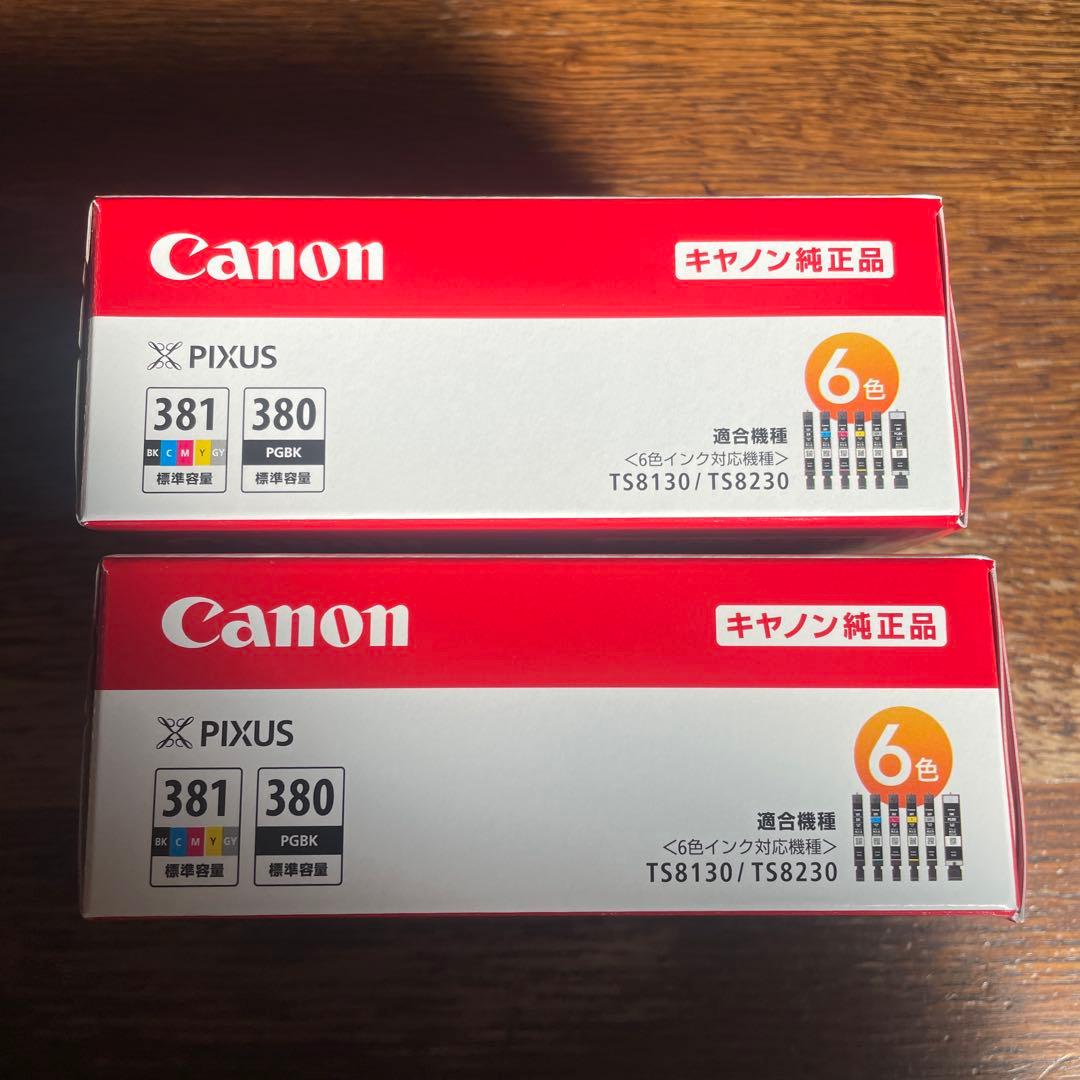 Canon
キヤノン純正品
PIXUS
6色
381 380
BK C M Y GY PGBK
標準容量 標準容量
適合機種
<6色インク対応機種>
TS8130/TS8230
Canon
キヤノン純正品
PIXUS
6色
381 380
BK C M Y GY PGBK
標準容量 標準容量
適合機種
<6色インク対応機種>
TS8130/TS8230